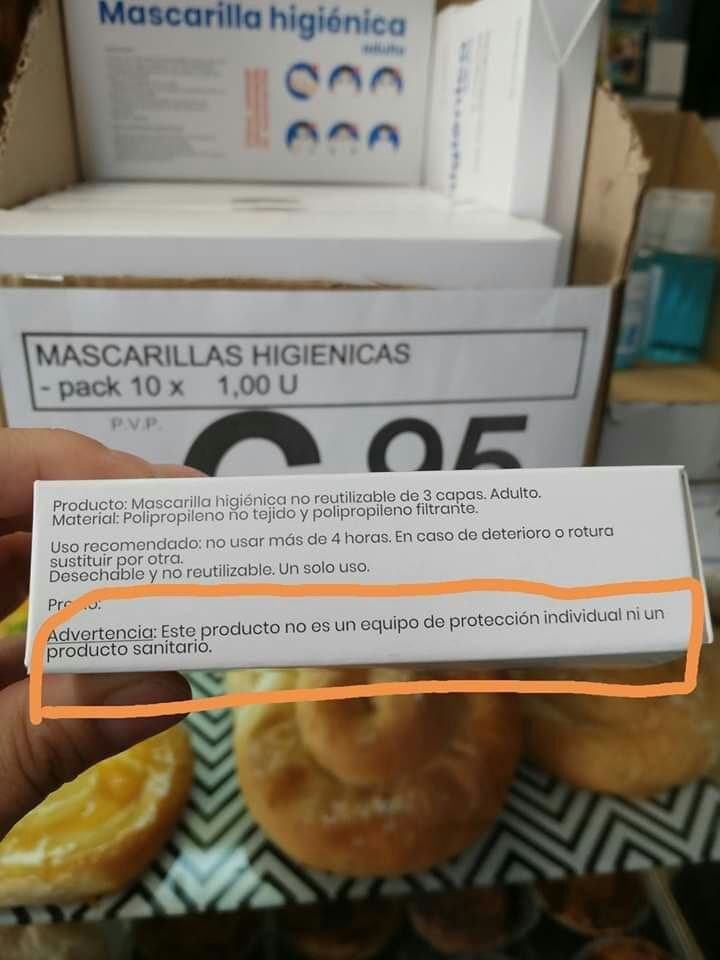 Mascarilla higiénica
adulto
MASCARILLAS HIGIENICAS
- pack 10 x 1,00 U
P.V.P.
95
Producto: Mascarilla higiénica no reutilizable de 3 capas. Adulto.
Material: Polipropileno no tejido y polipropileno filtrante.
Uso recomendado: no usar más de 4 horas. En caso de deterioro o rotura
sustituir por otra.
Desechable y no reutilizable. Un solo uso.
Advertencia: Este producto no es un equipo de protección individual ni un
producto sanitario.